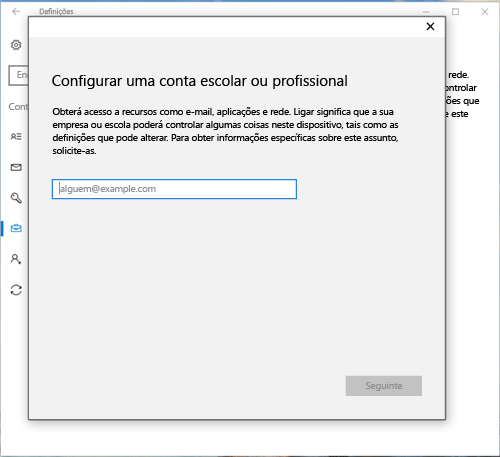 Definições
Configurar uma conta escolar ou profissional
Obterá acesso a recursos como e-mail, aplicações e rede. Ligar significa que a sua
empresa ou escola poderá controlar algumas coisas neste dispositivo, tais como as
definições que pode alterar. Para obter informações específicas sobre este assunto,
solicite-as.
alguem@example.com
Seguinte
En
Cont
rede.
ontrolar
ões que
e este